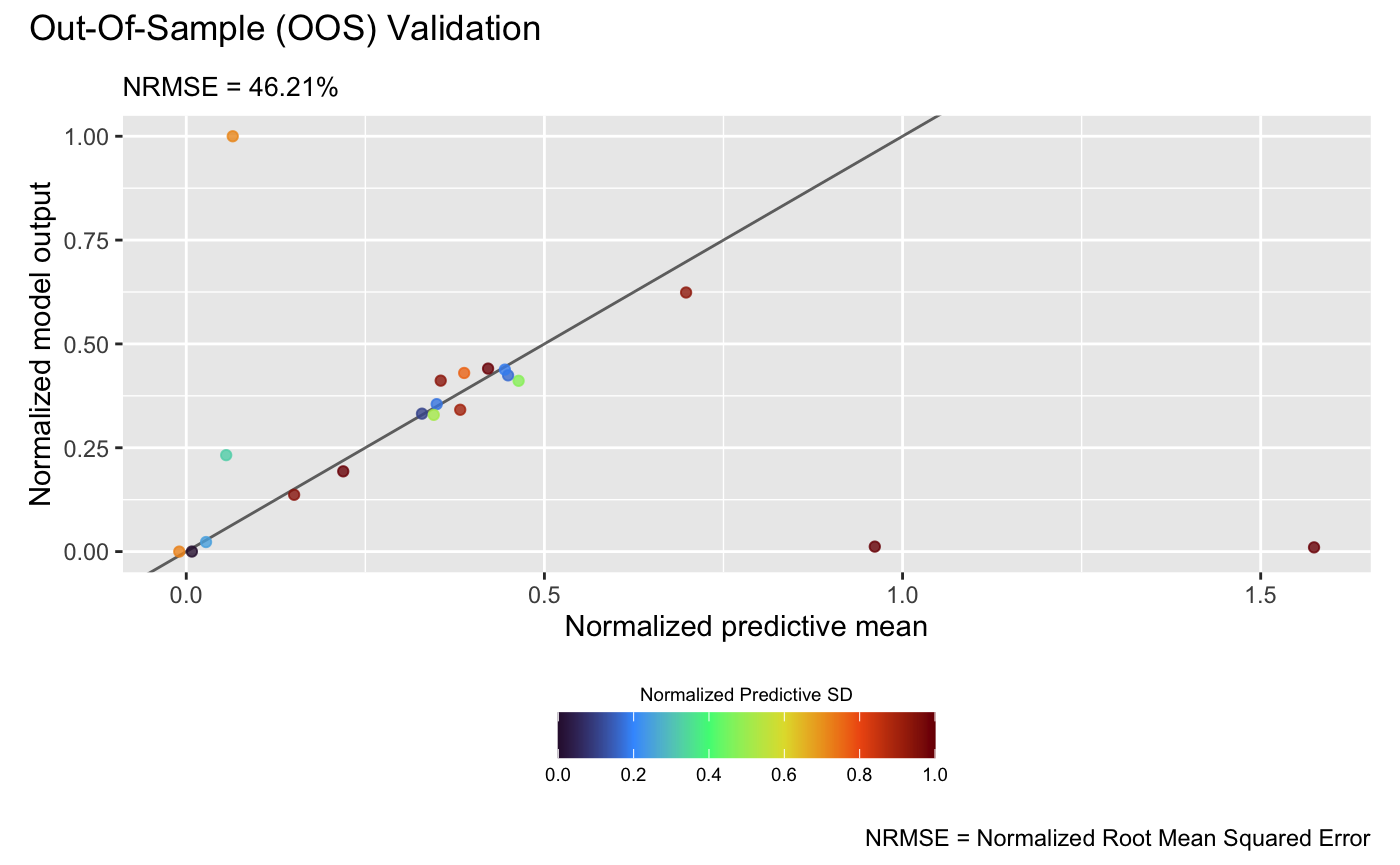 Out-Of-Sample (OOS) Validation
NRMSE = 46.21%
1.00
0.75
0.50
0.25
0.00
Normalized model output
0.0 0.5 1.0 1.5
Normalized predictive mean
Normalized Predictive SD
0.0 0.2 0.4 0.6 0.8 1.0
NRMSE = Normalized Root Mean Squared Error